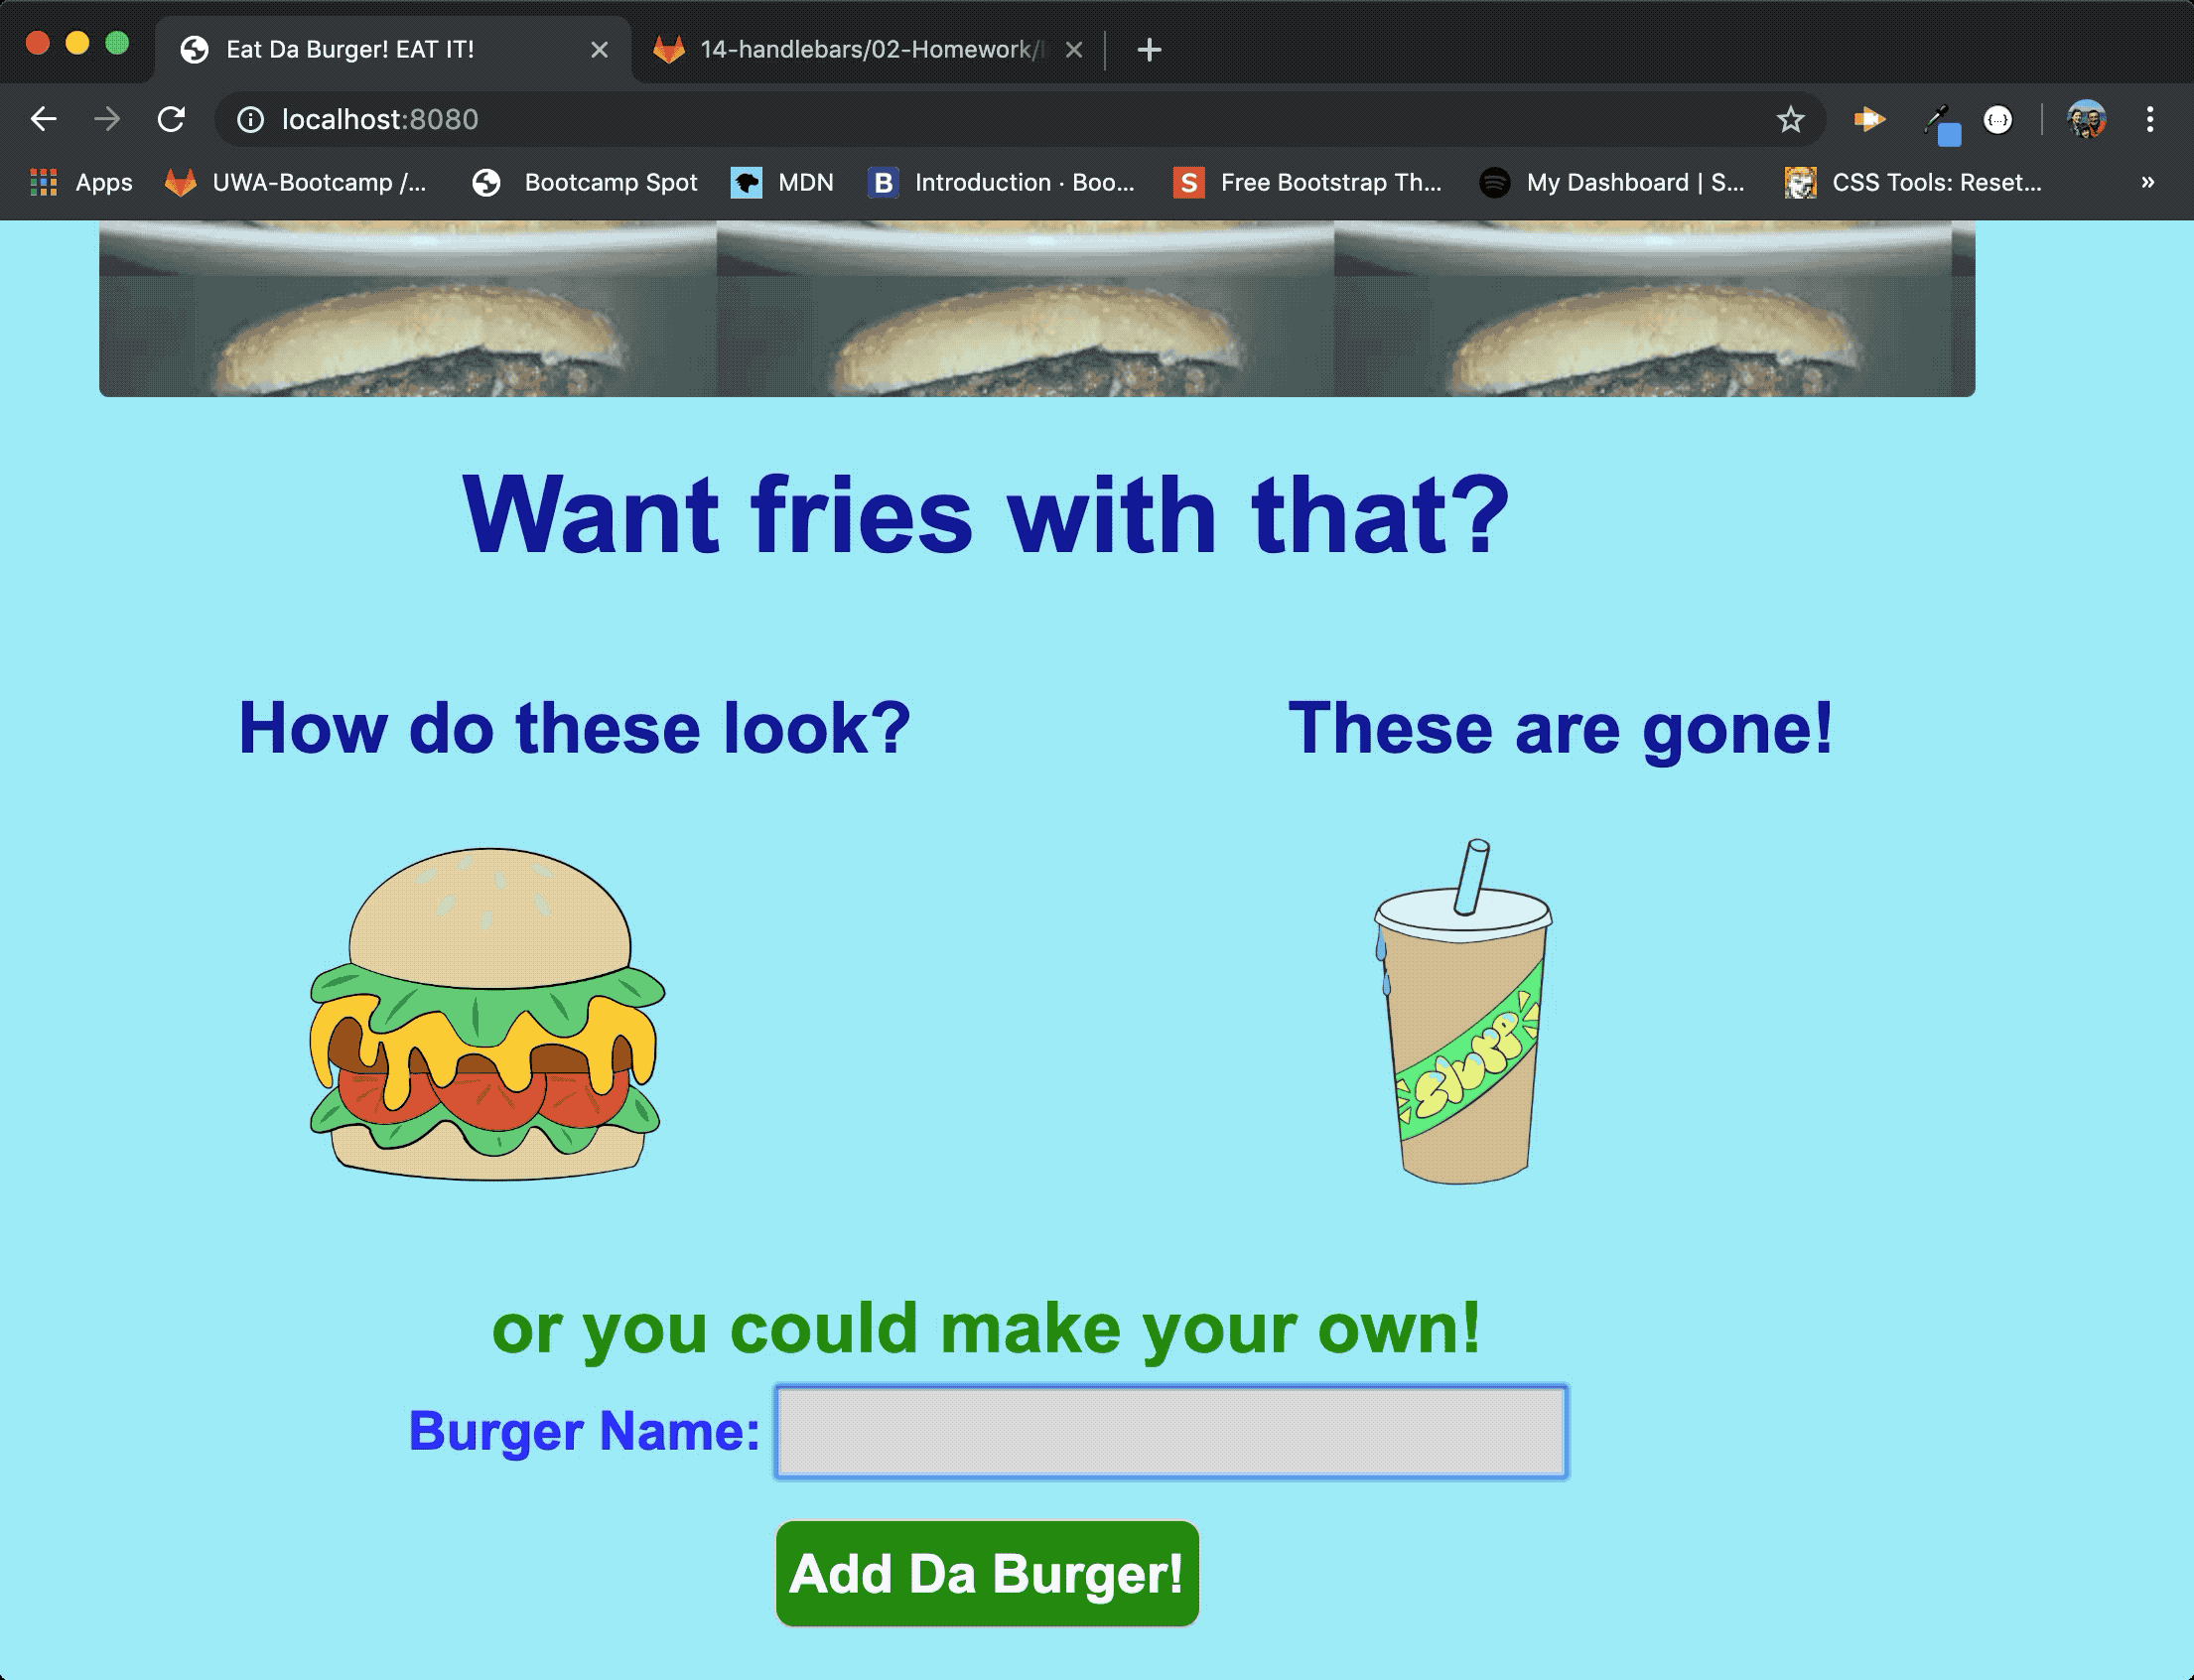 Eat Da Burger! EAT IT!
14-handlebars/02-Homework/
localhost:8080
Apps
UWA-Bootcamp /...
Bootcamp Spot
MDN
B
Introduction · Boo...
S
Free Bootstrap Th...
My Dashboard | S...
CSS Tools: Reset...
»
Want fries with that?
How do these look?
These are gone!
Slurp
or you could make your own!
Burger Name:
Add Da Burger!